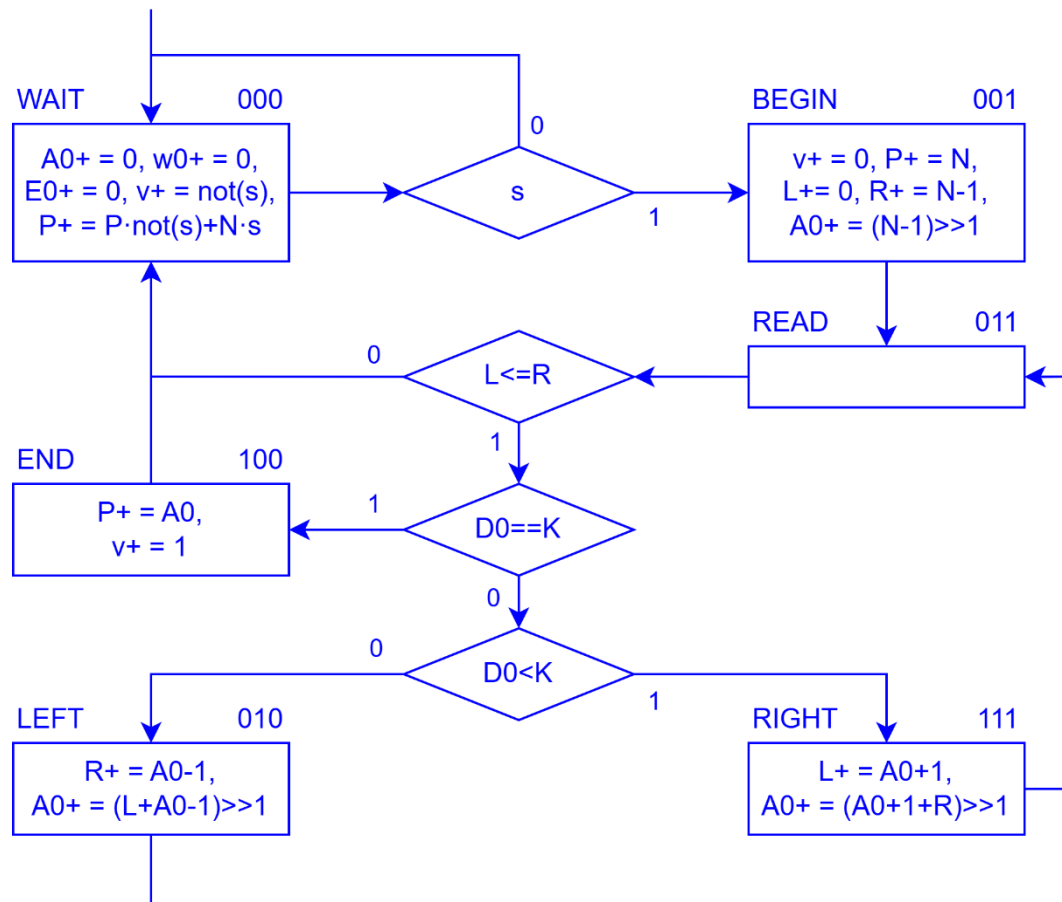 WAIT 000
A0+ = 0, w0+ = 0,
E0+ = 0, v+ = not(s),
P+ = P·not(s)+N·s
0
s
1
BEGIN 001
v+ = 0, P+ = N,
L+= 0, R+ = N-1,
A0+ = (N-1)>>1
READ 011
0
L<=R
1
END 100
P+ = A0,
v+ = 1
1
D0==K
0
0
D0<K
1
LEFT 010
R+ = A0-1,
A0+ = (L+A0-1)>>1
RIGHT 111
L+ = A0+1,
A0+ = (A0+1+R)>>1